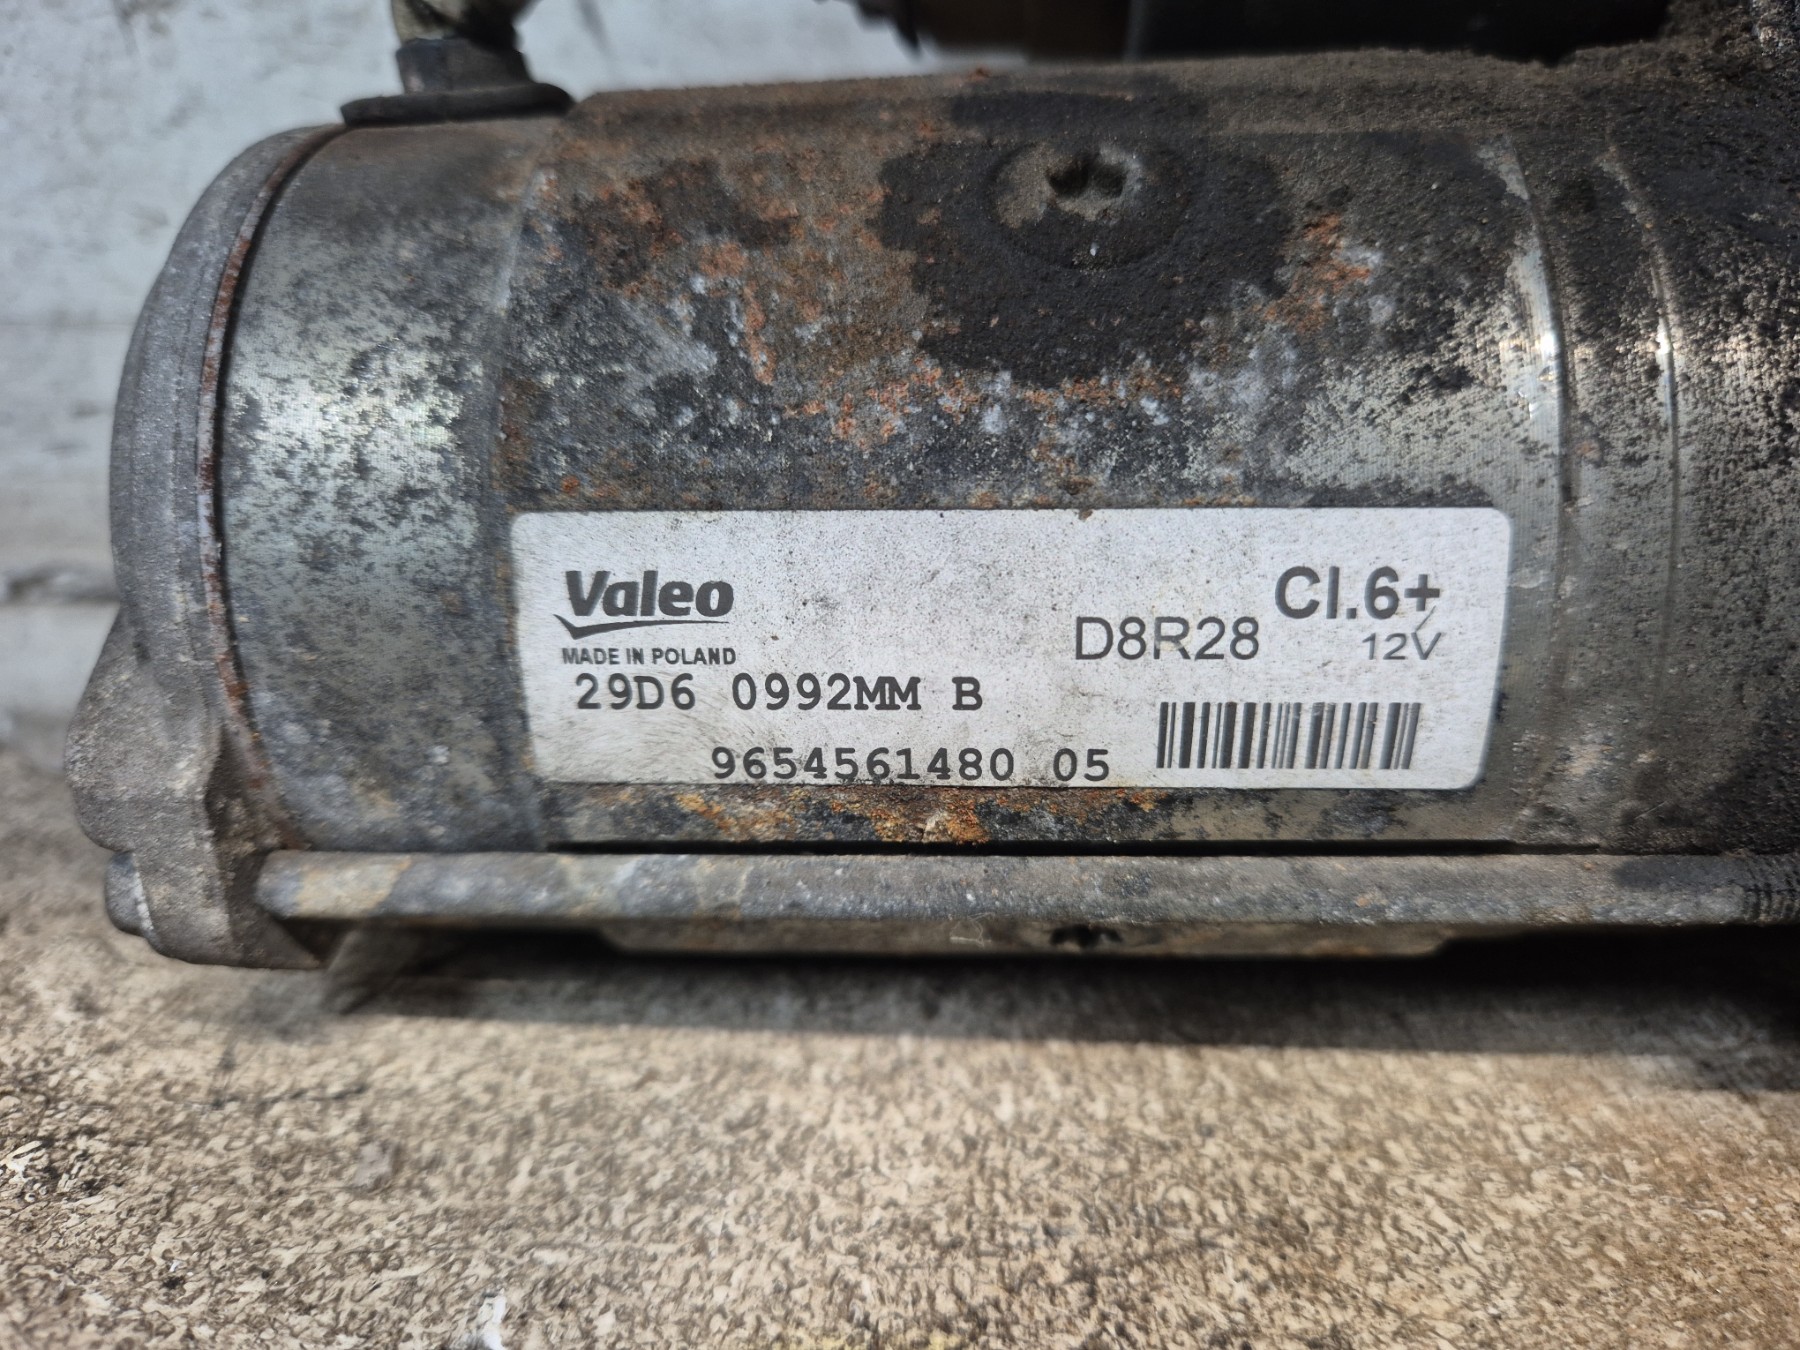 Valeo
MADE IN POLAND
D8R28 Cl.6+
12V
29D6 0992MM B
9654561480 05